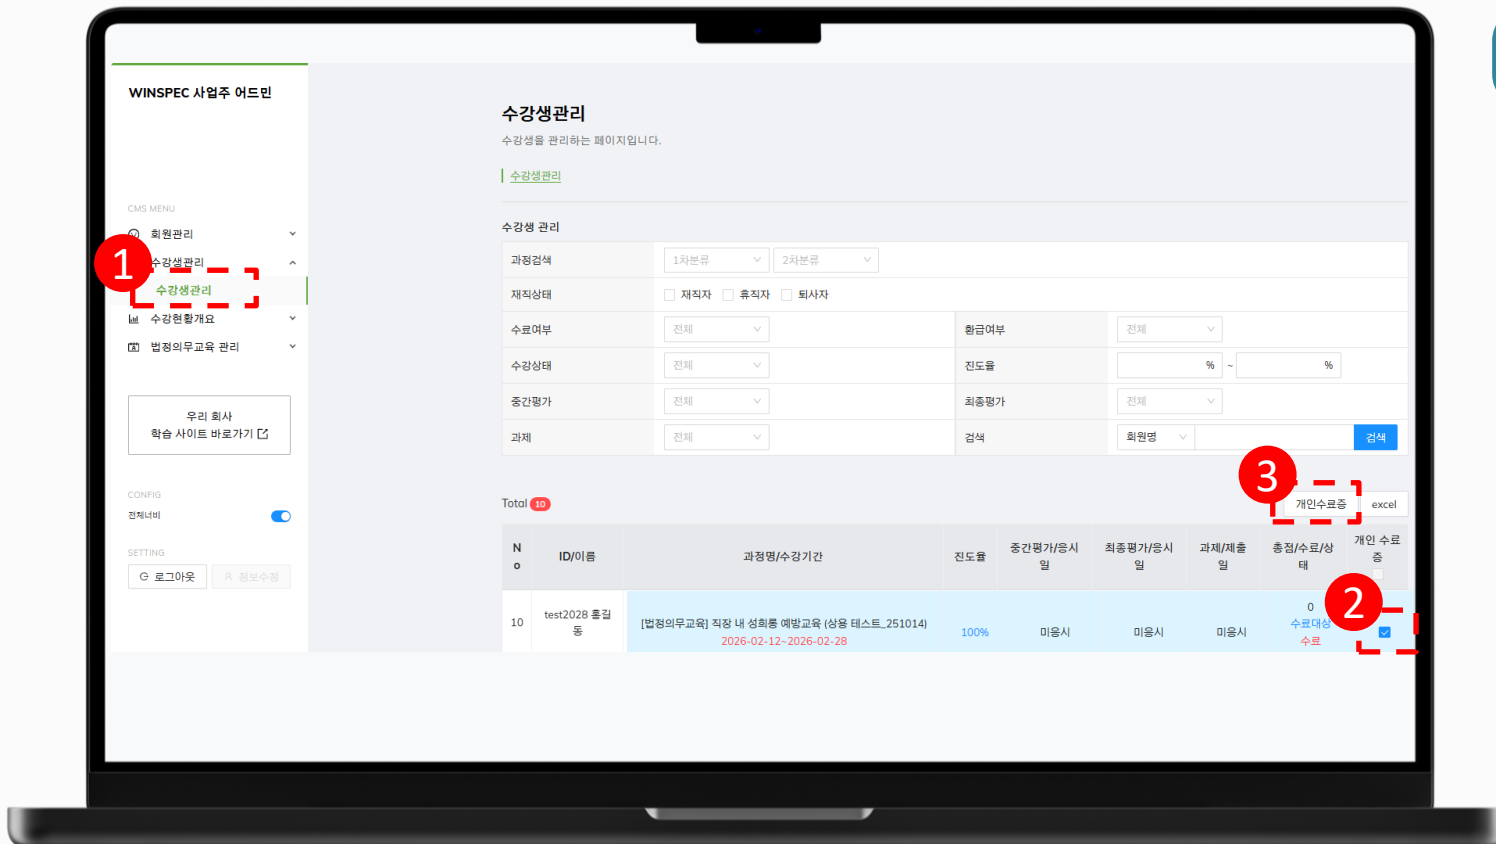 WINSPEC 사업주 어드민
CMS MENU
회원관리
수강생관리
수강생관리
수강현황개요
법정의무교육 관리
우리 회사
학습 사이트 바로가기
CONFIG
전체너비
SETTING
로그아웃
정보수정
1
수강생관리
수강생을 관리하는 페이지입니다.
수강생관리
수강생 관리
과정검색 1차분류 2차분류
재직상태 재직자 휴직자 퇴사자
수료여부 전체 환급여부 전체
수강상태 전체 진도율 % ~ %
중간평가 전체 최종평가 전체
과제 전체 검색 회원명 검색
3
Total 10 개인수료증 excel
No ID/이름 과정명/수강기간 진도율 중간평가/응시일 최종평가/응시일 과제/제출일 총점/수료/상태 개인 수료증
2
10 test2028 홍길동 [법정의무교육] 직장 내 성희롱 예방교육 (상용 테스트_251014) 100% 미응시 미응시 미응시 0
수료대상
2026-02-12~2026-02-28 수료